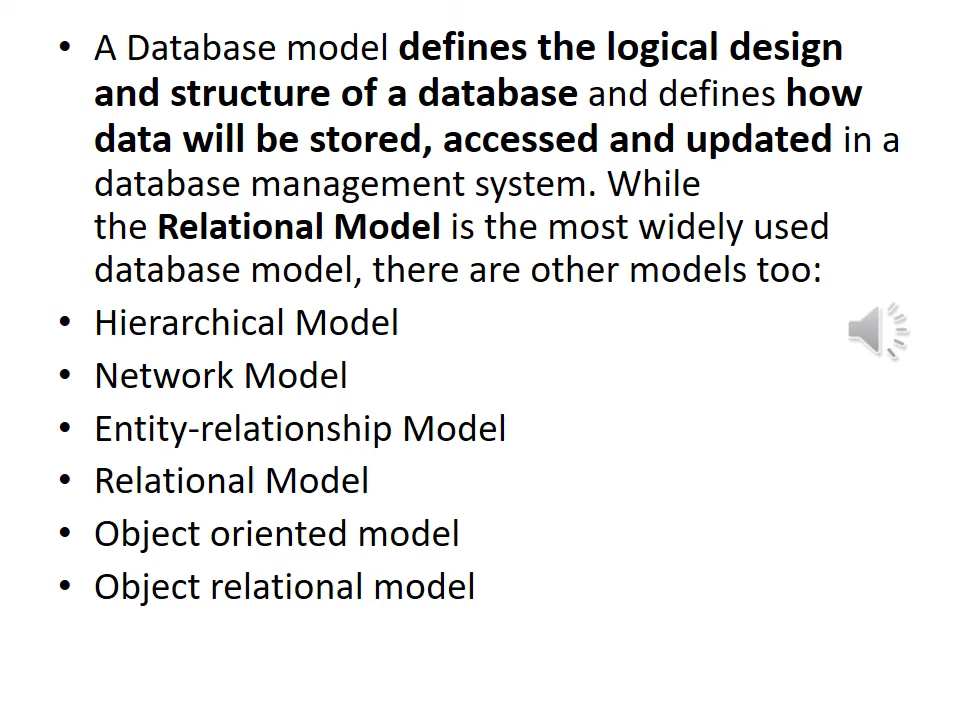 • A Database model defines the logical design
and structure of a database and defines how
data will be stored, accessed and updated in a
database management system. While
the Relational Model is the most widely used
database model, there are other models too:
• Hierarchical Model
• Network Model
• Entity-relationship Model
• Relational Model
• Object oriented model
• Object relational model